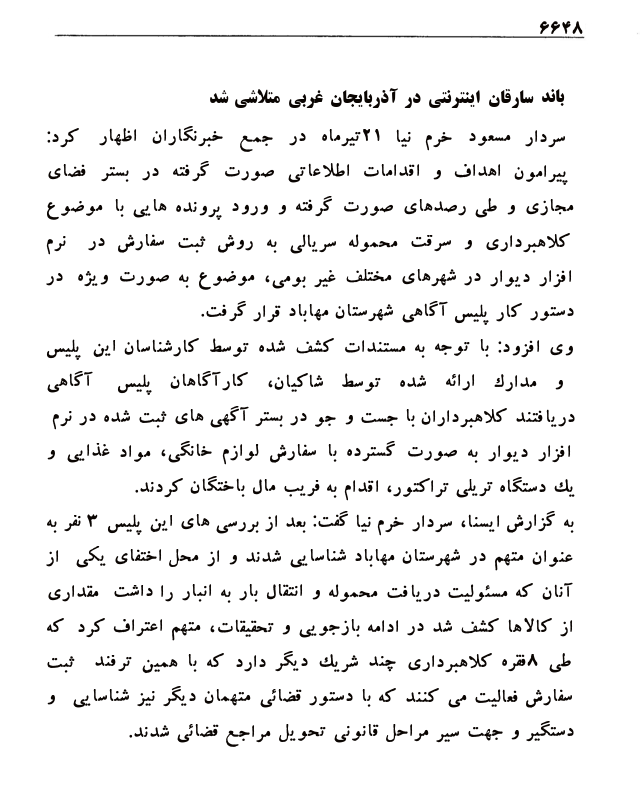 ۶۶۴۸
باند سارقان اینترنتی در آذربایجان غربی متلاشی شد
سردار مسعود خرم نیا ۲۱تیرماه در جمع خبرنگاران اظهار کرد:
پیرامون اهداف و اقدامات اطلاعاتی صورت گرفته در بستر فضای
مجازی و طی رصدهای صورت گرفته و ورود پرونده هایی با موضوع
کلاهبرداری و سرقت محموله سریالی به روش ثبت سفارش در نرم
افزار دیوار در شهرهای مختلف غیر بومی، موضوع به صورت ویژه در
دستور کار پلیس آگاهی شهرستان مهاباد قرار گرفت.
وی افزود: با توجه به مستندات کشف شده توسط کارشناسان این پلیس
و مدارك ارائه شده توسط شاکیان، کارآگاهان پلیس آگاهی
دریافتند کلاهبرداران با جست و جو در بستر آگهی های ثبت شده در نرم
افزار دیوار به صورت گسترده با سفارش لوازم خانگی، مواد غذایی و
یك دستگاه تریلی تراکتور، اقدام به فریب مال باختگان کردند.
به گزارش ایسنا، سردار خرم نیا گفت: بعد از بررسی های این پلیس ۳ نفر به
عنوان متهم در شهرستان مهاباد شناسایی شدند و از محل اختفای یکی از
آنان که مسئولیت دریافت محموله و انتقال بار به انبار را داشت مقداری
از کالاها کشف شد در ادامه بازجویی و تحقیقات، متهم اعتراف کرد که
طی ۸فقره کلاهبرداری چند شریك دیگر دارد که با همین ترفند ثبت
سفارش فعالیت می کنند که با دستور قضائی متهمان دیگر نیز شناسایی و
دستگیر و جهت سیر مراحل قانونی تحویل مراجع قضائی شدند.